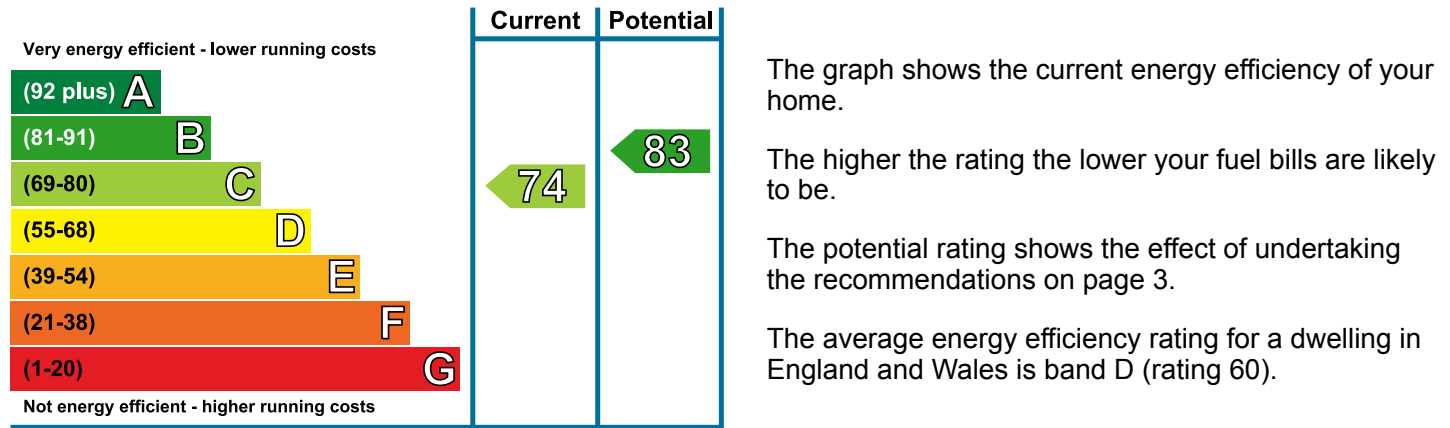 Current Potential
Very energy efficient - lower running costs
(92 plus) A
(81-91) B
83
(69-80) C
74
(55-68) D
(39-54) E
(21-38) F
(1-20) G
Not energy efficient - higher running costs
The graph shows the current energy efficiency of your
home.
The higher the rating the lower your fuel bills are likely
to be.
The potential rating shows the effect of undertaking
the recommendations on page 3.
The average energy efficiency rating for a dwelling in
England and Wales is band D (rating 60).